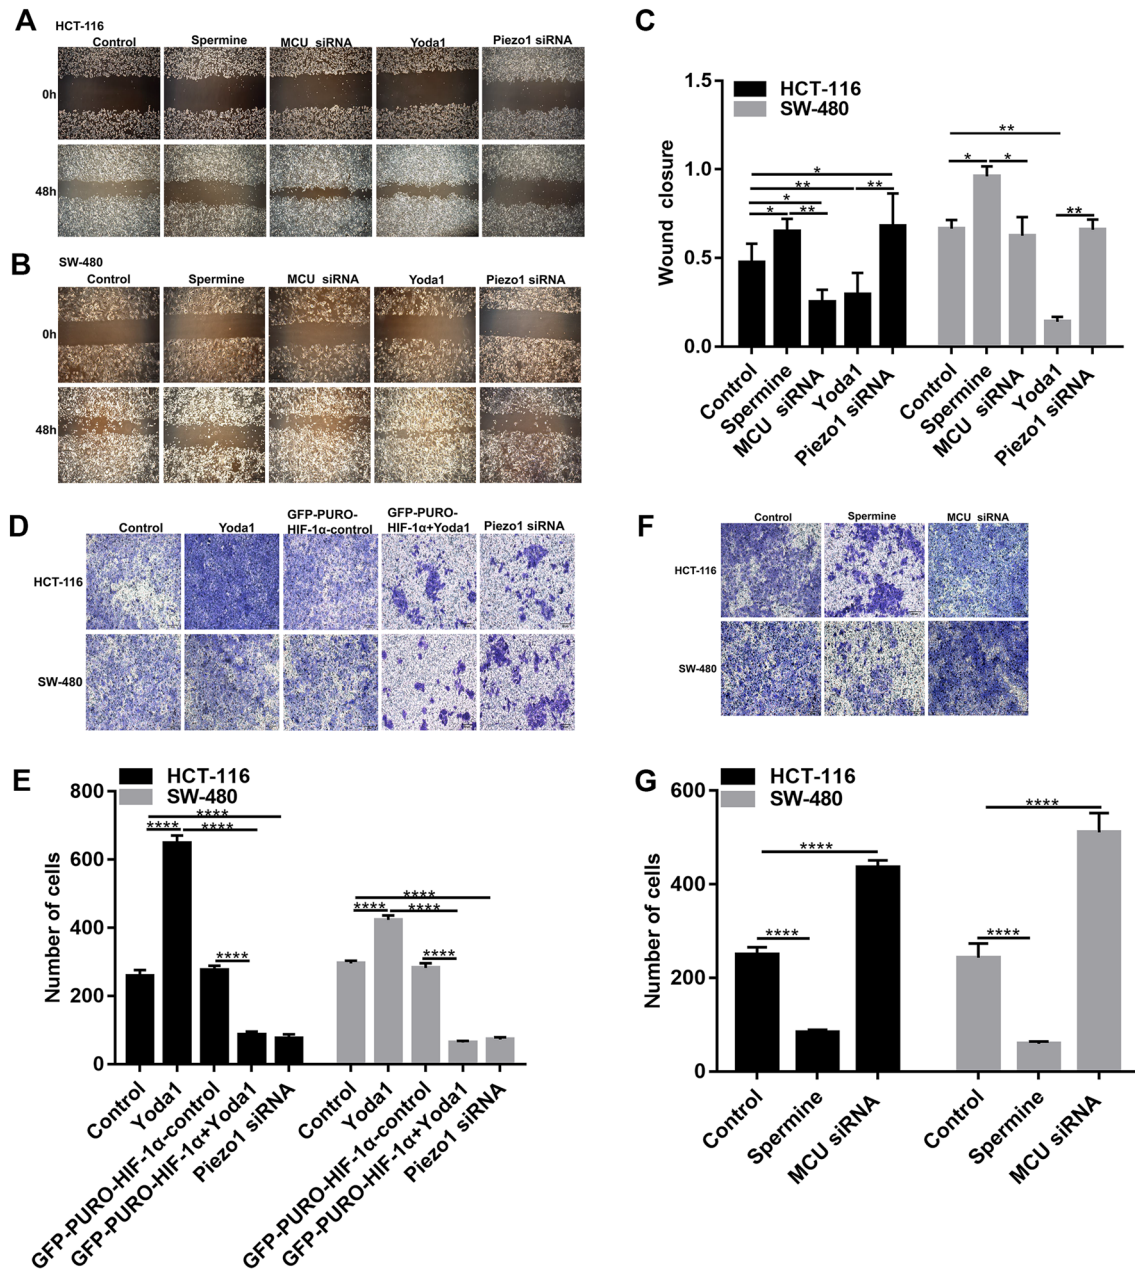 A
HCT-116
Control Spermine MCU siRNA Yoda1 Piezo1 siRNA
0h
48h
B
SW-480
Control Spermine MCU siRNA Yoda1 Piezo1 siRNA
0h
48h
C
HCT-116
SW-480
Wound closure
1.5
1.0
0.5
0.0
* ** * ** * ** **
* * ** **
Control Spermine MCU siRNA Yoda1 Piezo1 siRNA Control Spermine MCU siRNA Yoda1 Piezo1 siRNA
D
Control Yoda1 GFP-PURO-HIF-1α-control GFP-PURO-HIF-1α+Yoda1 Piezo1 siRNA
HCT-116
SW-480
F
Control Spermine MCU siRNA
HCT-116
SW-480
E
HCT-116
SW-480
Number of cells
800
600
400
200
0
**** **** **** ****
**** **** **** ****
Control Yoda1 GFP-PURO-HIF-1α-control GFP-PURO-HIF-1α+Yoda1 Piezo1 siRNA Control Yoda1 GFP-PURO-HIF-1α-control GFP-PURO-HIF-1α+Yoda1 Piezo1 siRNA
G
HCT-116
SW-480
Number of cells
600
400
200
0
**** **** **** ****
Control Spermine MCU siRNA Control Spermine MCU siRNA